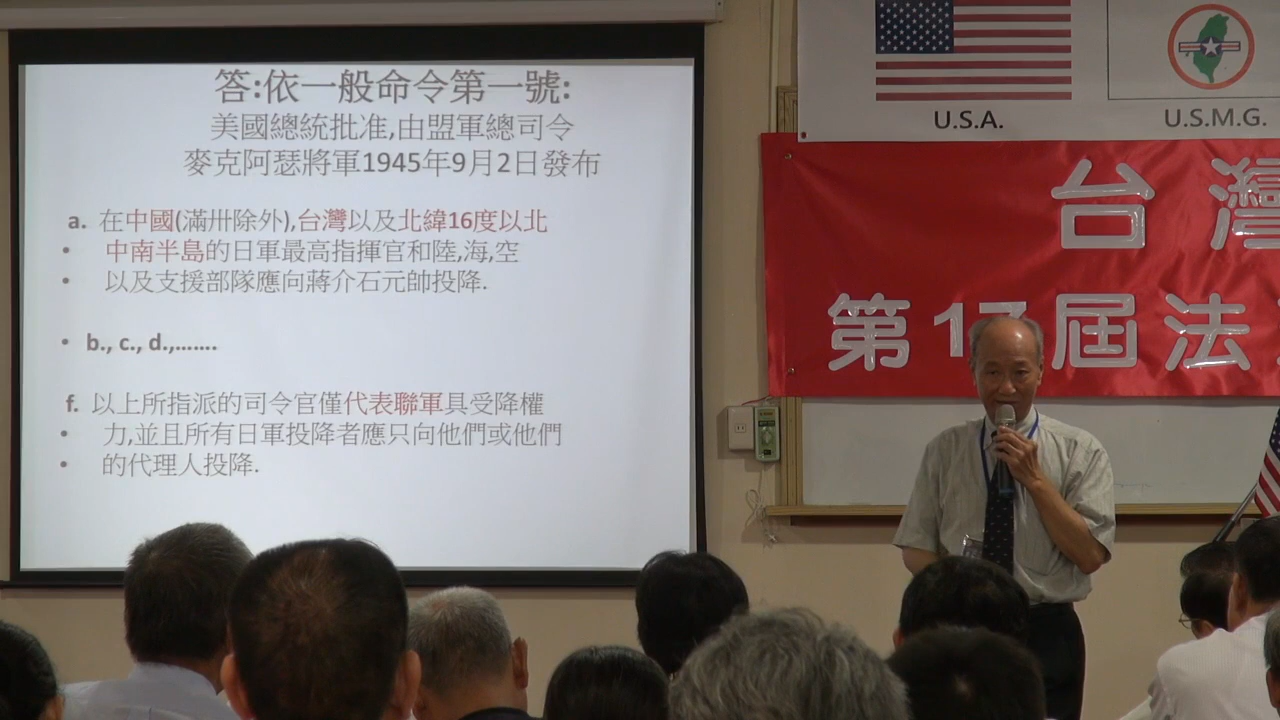 答:依一般命令第一號:
美國總統批准,由盟軍總司令
麥克阿瑟將軍1945年9月2日發布
a. 在中國(滿卅除外),台灣以及北緯16度以北
• 中南半島的日軍最高指揮官和陸,海,空
• 以及支援部隊應向蔣介石元帥投降.
• b., c., d.,.......
f. 以上所指派的司令官僅代表聯軍具受降權
• 力,並且所有日軍投降者應只向他們或他們
• 的代理人投降.
U.S.A.
U.S.M.G.
台灣
第17屆法